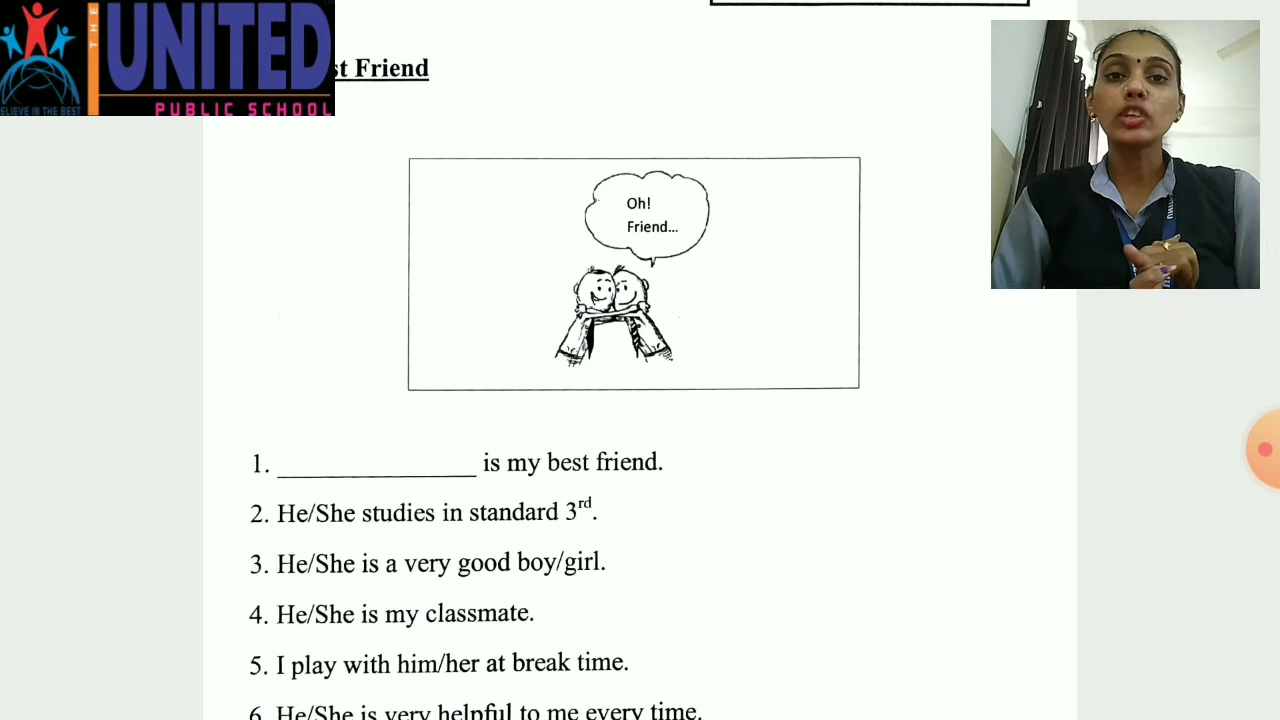 THE
UNITED
PUBLIC SCHOOL
ELIEVE IN THE BEST
st Friend
Oh!
Friend...
1. ______________ is my best friend.
2. He/She studies in standard 3rd.
3. He/She is a very good boy/girl.
4. He/She is my classmate.
5. I play with him/her at break time.
6. He/She is very helpful to me every time.